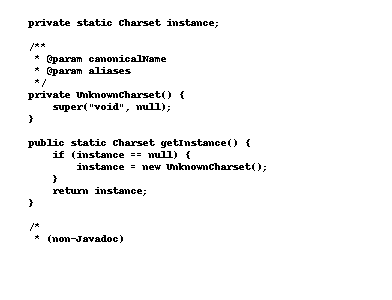 private static Charset instance;
/**
 * @param canonicalName
 * @param aliases
 */
private UnknownCharset() {
    super("void", null);
}
public static Charset getInstance() {
    if (instance == null) {
        instance = new UnknownCharset();
    }
    return instance;
}
/*
 * (non-Javadoc)